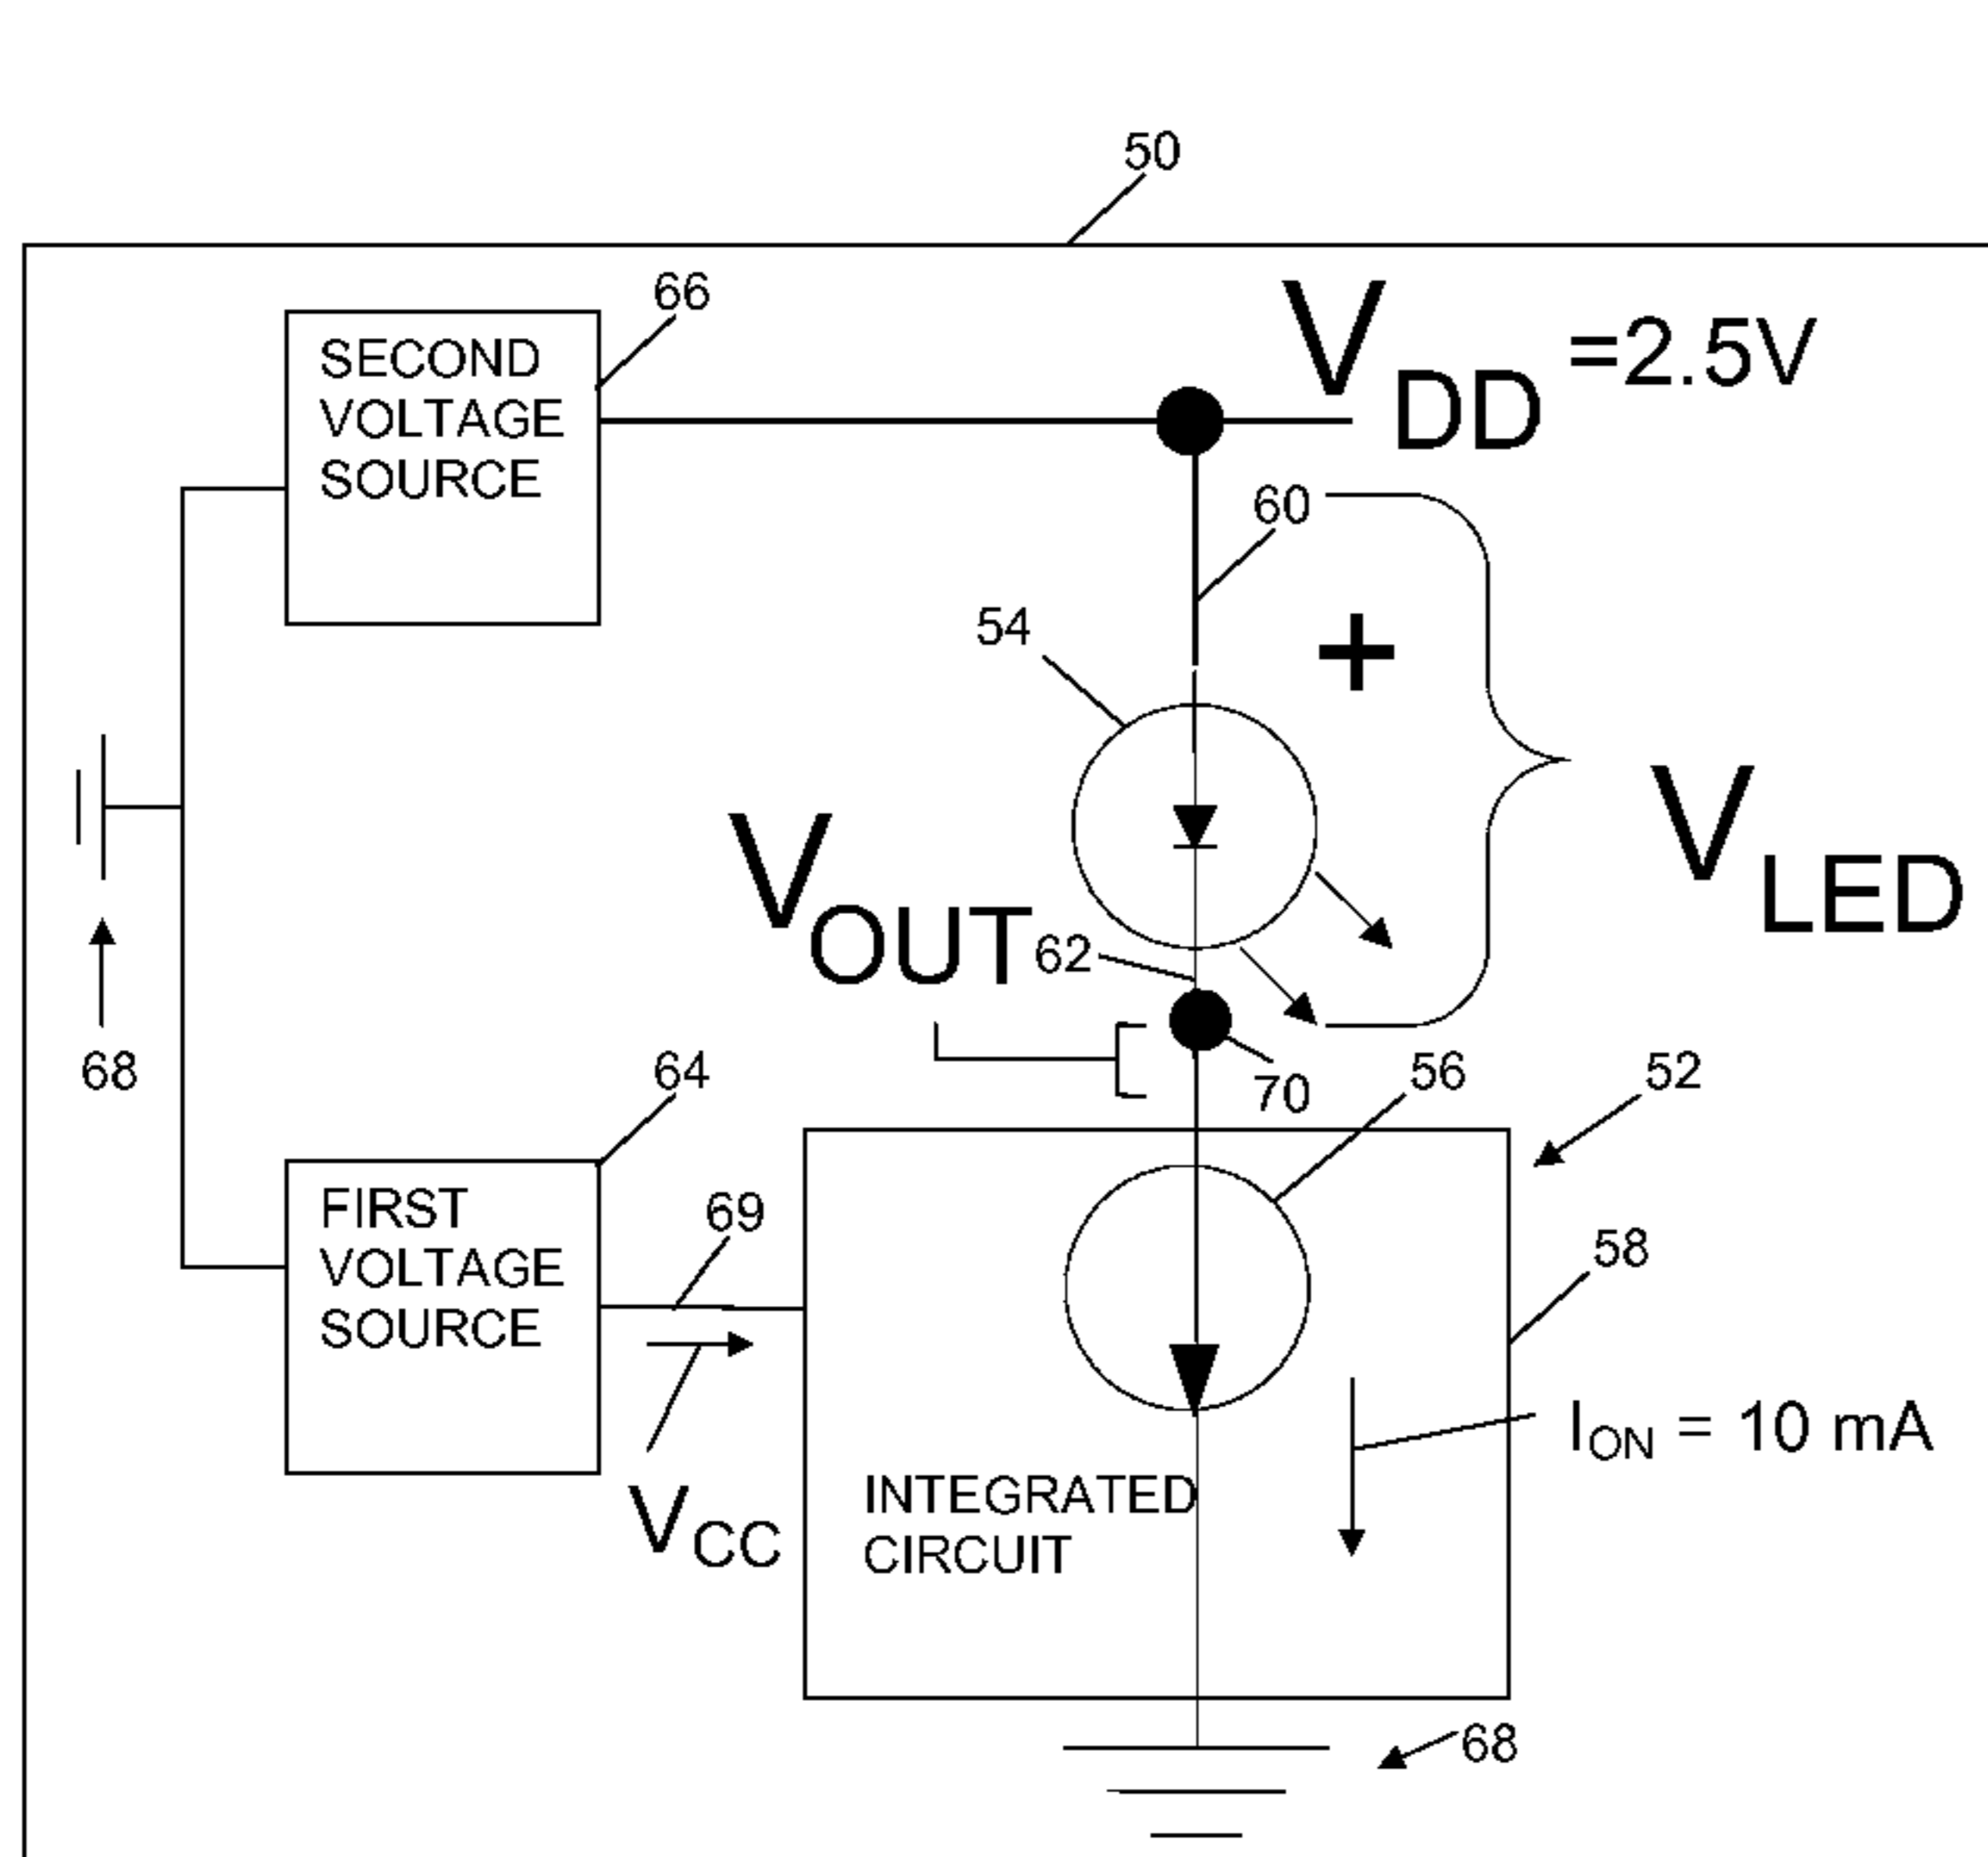 50
66
SECOND
VOLTAGE
SOURCE
VDD =2.5V
60
54
+
VLED
VOUT
62
68
64
70
56
52
FIRST
VOLTAGE
SOURCE
69
58
VCC
ION = 10 mA
INTEGRATED
CIRCUIT
68